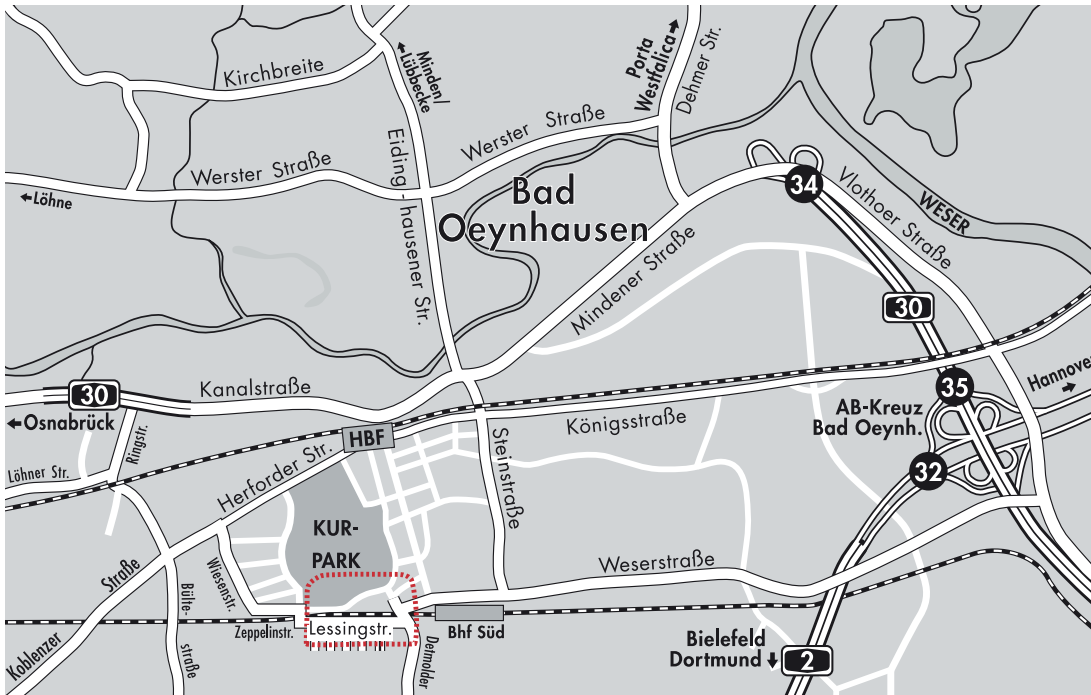 Kirchbreite
Minden/
Lübbecke
Porta
Westfalica
Dehmer Str.
Werster Straße
Werster Straße
Löhne
Eiding-hausener Str.
Bad
Oeynhausen
34
Vlothoer Straße
WESER
Mindener Straße
30
30
Kanalstraße
Osnabrück
35
Hannover
AB-Kreuz
Bad Oeynh.
Königsstraße
HBF
Ringstr.
Löhner Str.
Herforder Str.
Steinstraße
32
KUR-
PARK
Weserstraße
Wiesenstr.
Koblenzer
Straße
Bülte-
straße
Zeppelinstr.
Lessingstr.
Bhf Süd
Detmolder
Bielefeld
Dortmund
2